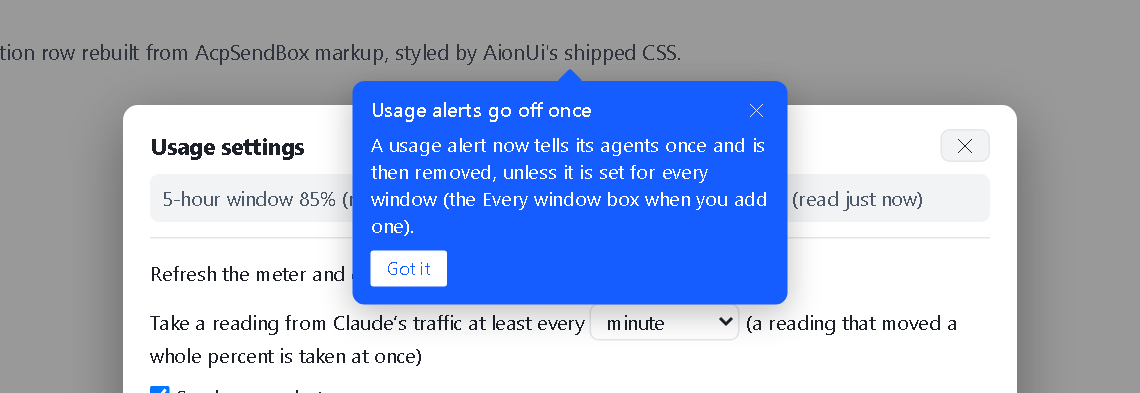 tion row rebuilt from AcpSendBox markup, styled by AionUi's shipped CSS.
Usage alerts go off once
A usage alert now tells its agents once and is
then removed, unless it is set for every
window (the Every window box when you add
one).
Got it
Usage settings
5-hour window 85% (
(read just now)
Refresh the meter and
Take a reading from Claude’s traffic at least every minute (a reading that moved a
whole percent is taken at once)